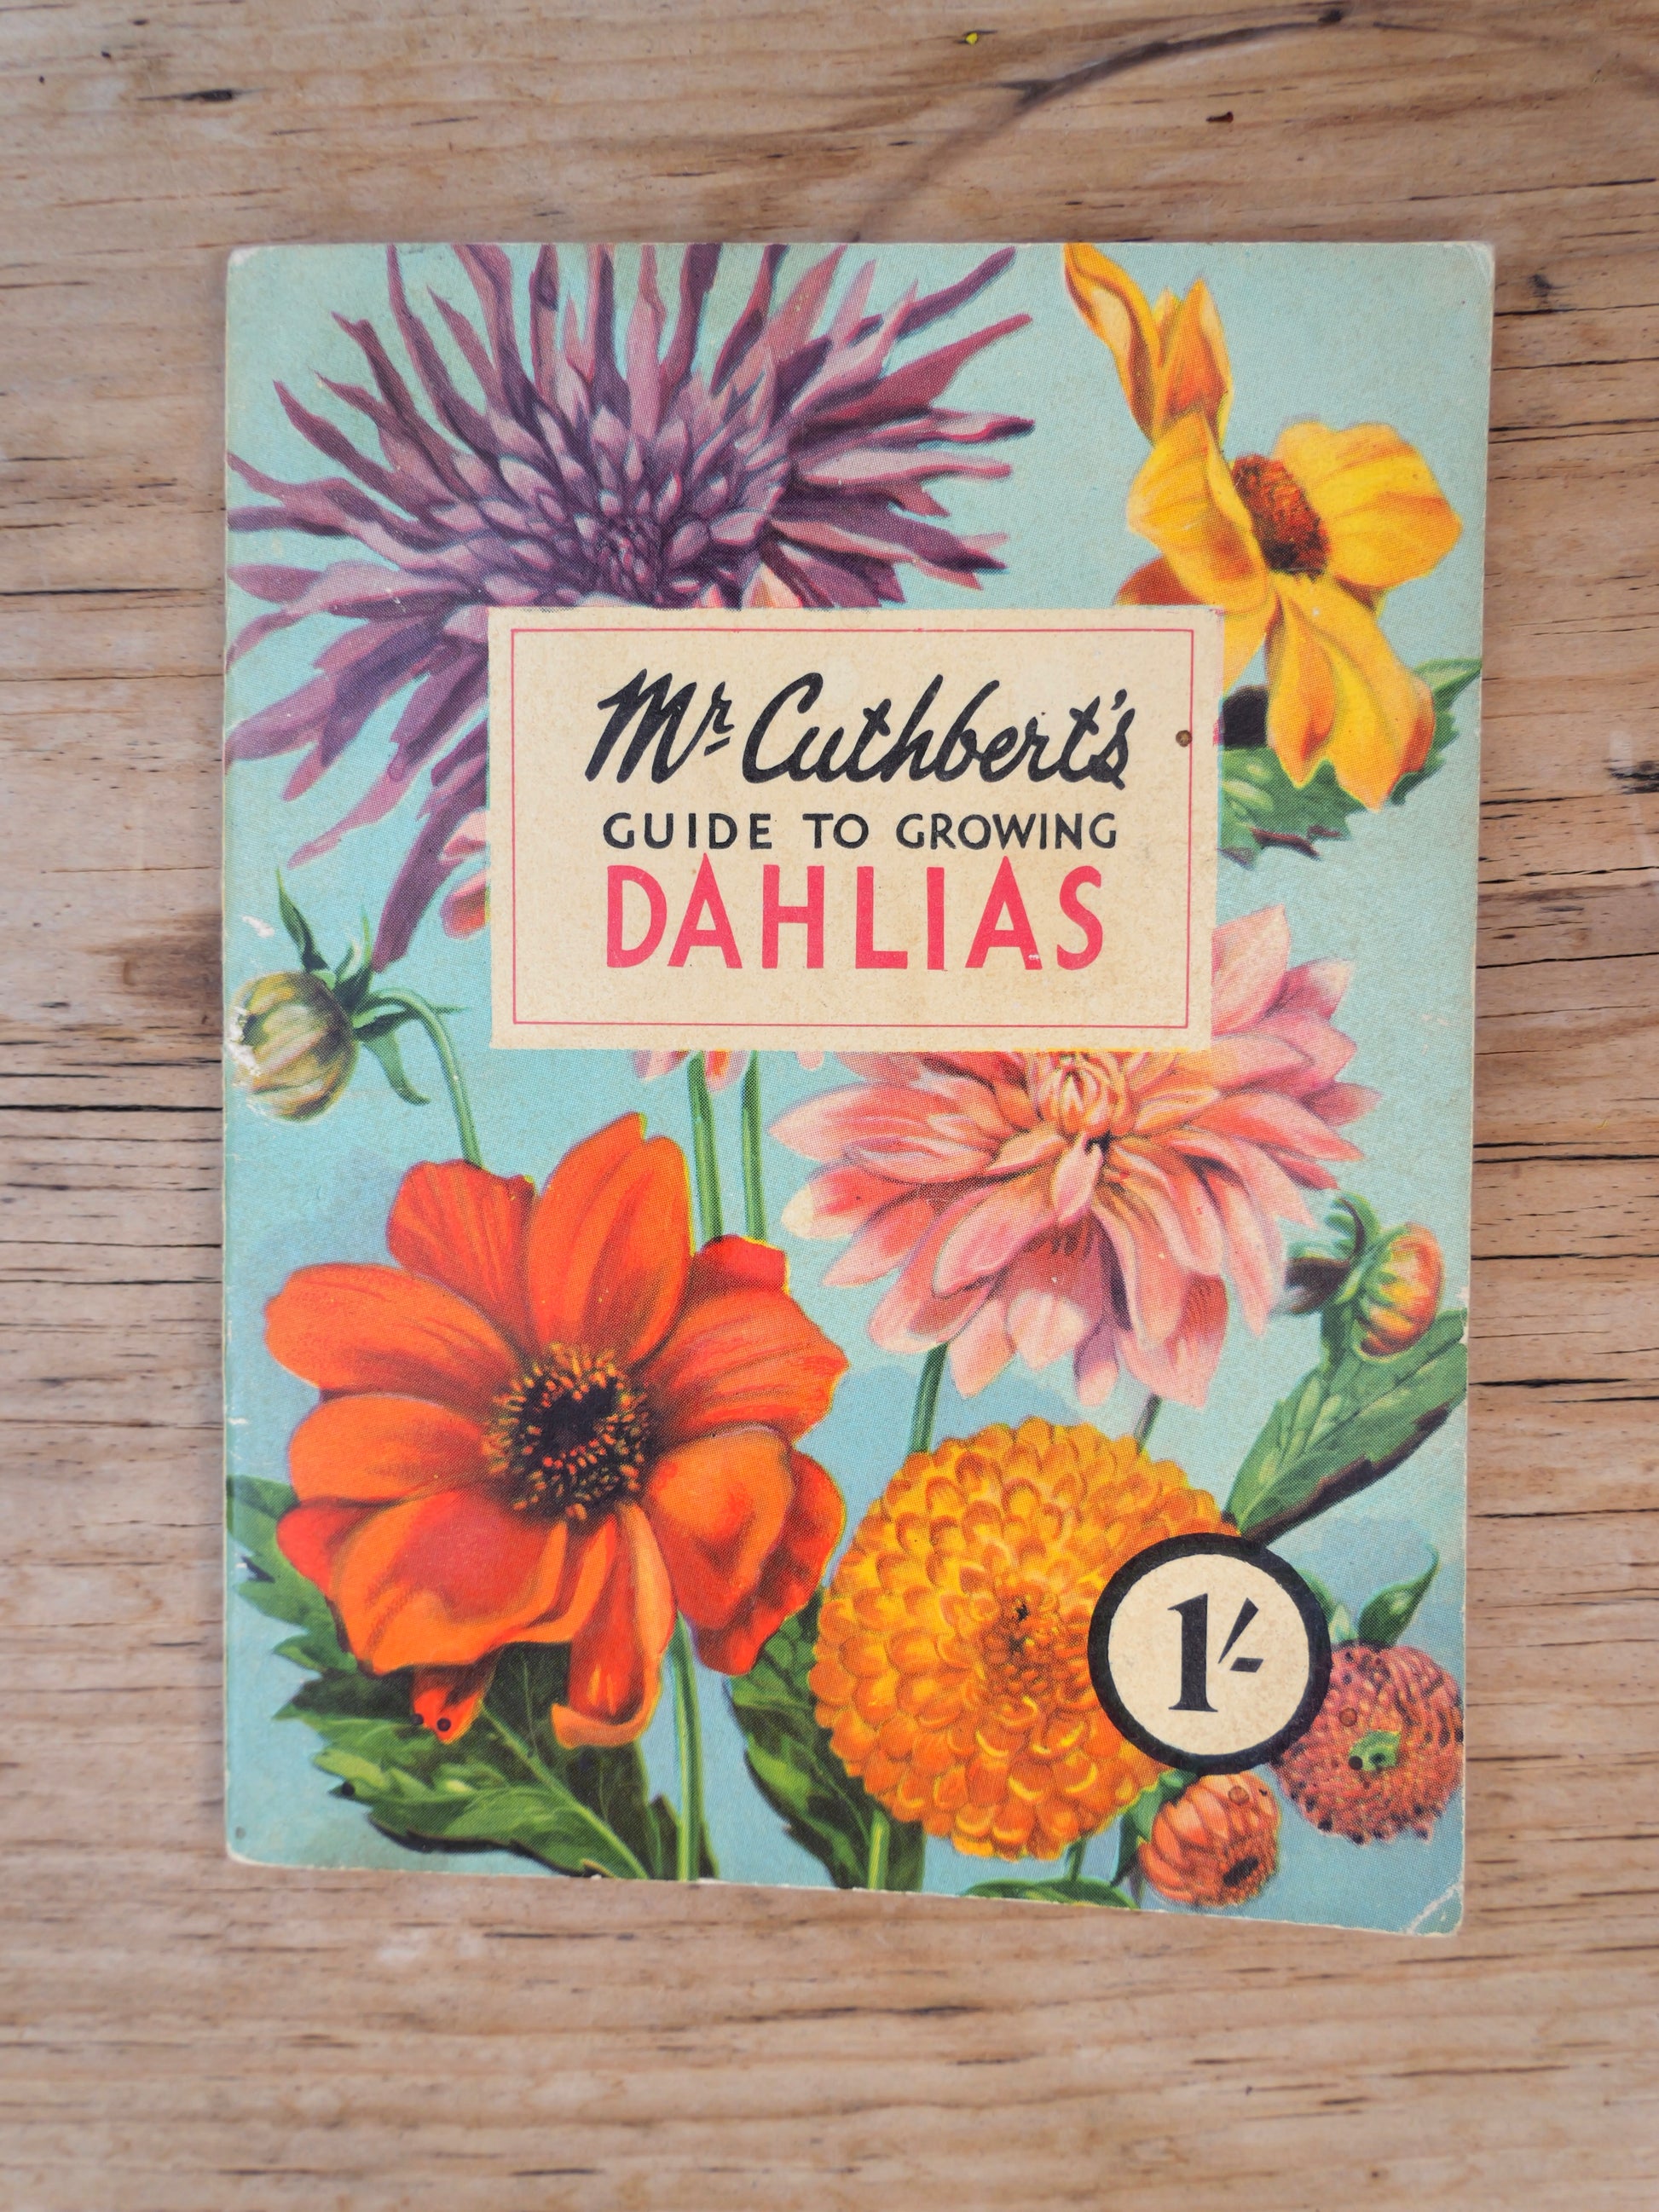 Mr. Cuthbert's
GUIDE TO GROWING
DAHLIAS
1/-